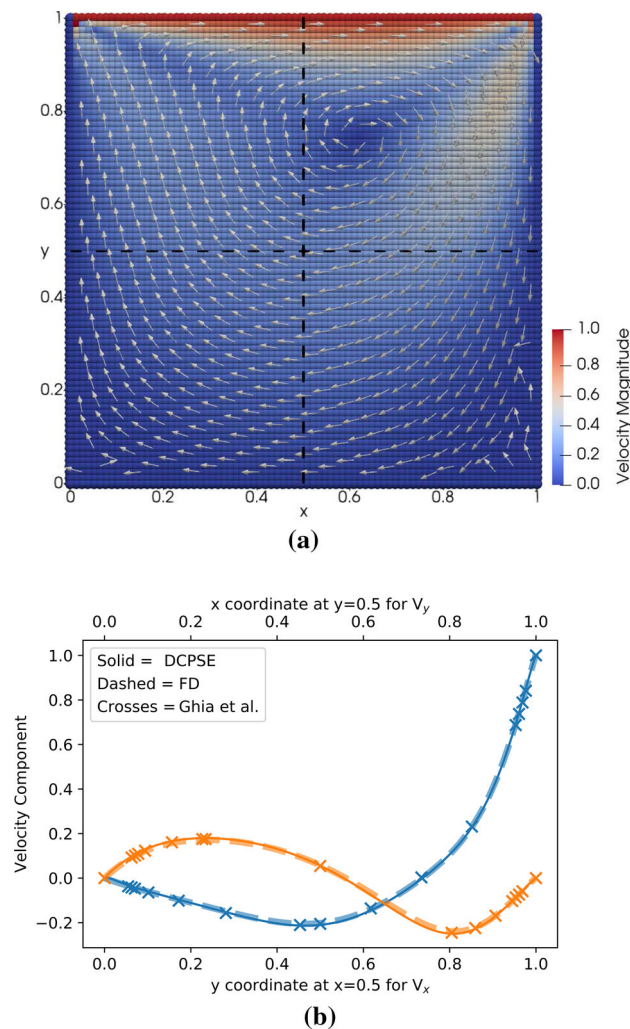 1
0.8
0.6
y
0.4
0.2
0
0 0.2 0.4 0.6 0.8 1
x
1.0
0.8
0.6
0.4
0.2
0.0
Velocity Magnitude
(a)
x coordinate at y=0.5 for Vy
0.0 0.2 0.4 0.6 0.8 1.0
Solid = DCPSE
Dashed = FD
Crosses = Ghia et al.
1.0
0.8
0.6
0.4
0.2
0.0
−0.2
Velocity Component
0.0 0.2 0.4 0.6 0.8 1.0
y coordinate at x=0.5 for Vx
(b)